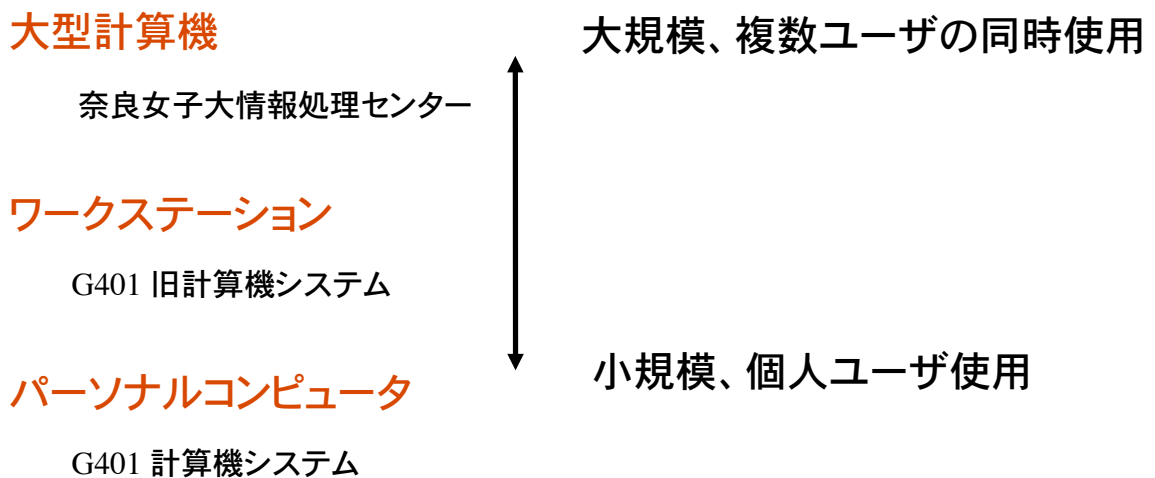 大型計算機
大規模、複数ユーザの同時使用
奈良女子大情報処理センター
ワークステーション
G401 旧計算機システム
小規模、個人ユーザ使用
パーソナルコンピュータ
G401 計算機システム